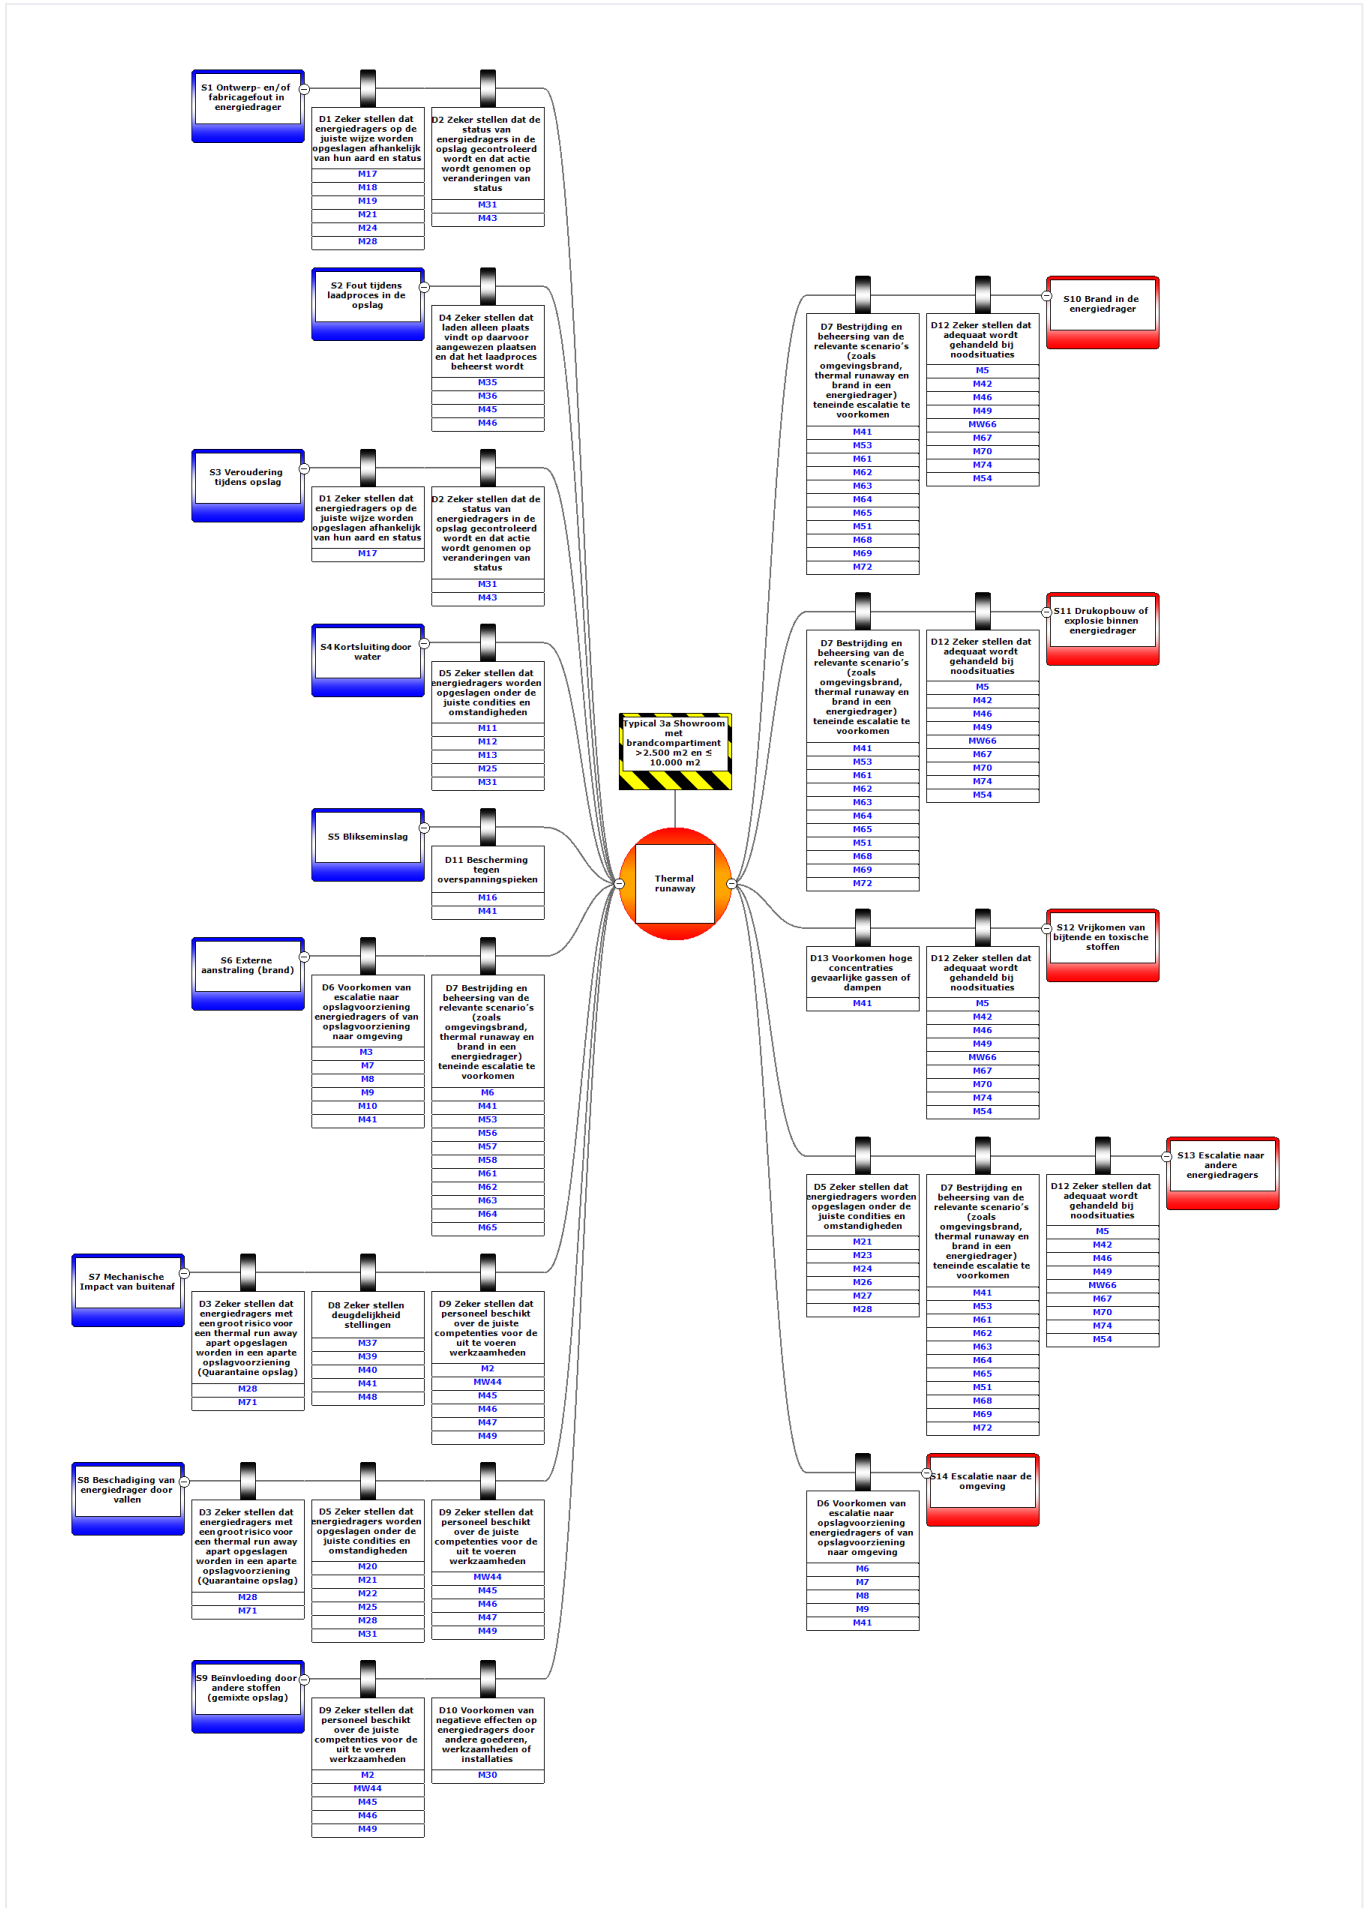 S1 Ontwerp- en/of
fabricagefout in
energiedrager
D1 Zeker stellen dat
energiedragers op de
juiste wijze worden
opgeslagen afhankelijk
van hun aard en status
M17
M18
M19
M21
M24
M28
D2 Zeker stellen dat de
status van
energiedragers in de
opslag gecontroleerd
wordt en dat actie
wordt genomen op
veranderingen van
status
M31
M43
S2 Fout tijdens
laadproces in de
opslag
D4 Zeker stellen dat
laden alleen plaats
vindt op daarvoor
aangewezen plaatsen
en dat het laadproces
beheerst wordt
M35
M36
M45
M46
S3 Veroudering
tijdens opslag
D1 Zeker stellen dat
energiedragers op de
juiste wijze worden
opgeslagen afhankelijk
van hun aard en status
M17
D2 Zeker stellen dat de
status van
energiedragers in de
opslag gecontroleerd
wordt en dat actie
wordt genomen op
veranderingen van
status
M31
M43
S4 Kortsluiting door
water
D5 Zeker stellen dat
energiedragers worden
opgeslagen onder de
juiste condities en
omstandigheden
M11
M12
M13
M25
M31
S5 Blikseminslag
D11 Bescherming
tegen
overspanningspieken
M16
M41
S6 Externe
aanstraling (brand)
D6 Voorkomen van
escalatie naar
opslagvoorziening
energiedragers of van
opslagvoorziening
naar omgeving
M3
M7
M8
M9
M10
M41
D7 Bestrijding en
beheersing van de
relevante scenario's
(zoals
omgevingsbrand,
thermal runaway en
brand in een
energiedrager)
teneinde escalatie te
voorkomen
M6
M41
M53
M56
M57
M58
M61
M62
M63
M64
M65
S7 Mechanische
Impact van buitenaf
D3 Zeker stellen dat
energiedragers met
een groot risico voor
een thermal run away
apart opgeslagen
worden in een aparte
opslagvoorziening
(Quarantaine opslag)
M28
M71
D8 Zeker stellen
deugdelijkheid
stellingen
M37
M39
M40
M41
M48
D9 Zeker stellen dat
personeel beschikt
over de juiste
competenties voor de
uit te voeren
werkzaamheden
M2
MW44
M45
M46
M47
M49
S8 Beschadiging van
energiedrager door
vallen
D3 Zeker stellen dat
energiedragers met
een groot risico voor
een thermal run away
apart opgeslagen
worden in een aparte
opslagvoorziening
(Quarantaine opslag)
M28
M71
D5 Zeker stellen dat
energiedragers worden
opgeslagen onder de
juiste condities en
omstandigheden
M20
M21
M22
M25
M28
M31
D9 Zeker stellen dat
personeel beschikt
over de juiste
competenties voor de
uit te voeren
werkzaamheden
MW44
M45
M46
M47
M49
S9 Beïnvloeding door
andere stoffen
(gemixte opslag)
D9 Zeker stellen dat
personeel beschikt
over de juiste
competenties voor de
uit te voeren
werkzaamheden
M2
MW44
M45
M46
M49
D10 Voorkomen van
negatieve effecten op
energiedragers door
andere goederen,
werkzaamheden of
installaties
M30
Typical 3a Showroom
met
brandcompartiment
>2.500 m2 en ≤
10.000 m2
Thermal
runaway
D7 Bestrijding en
beheersing van de
relevante scenario's
(zoals
omgevingsbrand,
thermal runaway en
brand in een
energiedrager)
teneinde escalatie te
voorkomen
M41
M53
M61
M62
M63
M64
M65
M51
M68
M69
M72
D12 Zeker stellen dat
adequaat wordt
gehandeld bij
noodsituaties
M5
M42
M46
M49
MW66
M67
M70
M74
M54
S10 Brand in de
energiedrager
D7 Bestrijding en
beheersing van de
relevante scenario's
(zoals
omgevingsbrand,
thermal runaway en
brand in een
energiedrager)
teneinde escalatie te
voorkomen
M41
M53
M61
M62
M63
M64
M65
M51
M68
M69
M72
D12 Zeker stellen dat
adequaat wordt
gehandeld bij
noodsituaties
M5
M42
M46
M49
MW66
M67
M70
M74
M54
S11 Drukopbouw of
explosie binnen
energiedrager
D13 Voorkomen hoge
concentraties
gevaarlijke gassen of
dampen
M41
D12 Zeker stellen dat
adequaat wordt
gehandeld bij
noodsituaties
M5
M42
M46
M49
MW66
M67
M70
M74
M54
S12 Vrijkomen van
bijtende en toxische
stoffen
D5 Zeker stellen dat
energiedragers worden
opgeslagen onder de
juiste condities en
omstandigheden
M21
M23
M24
M26
M27
M28
D7 Bestrijding en
beheersing van de
relevante scenario's
(zoals
omgevingsbrand,
thermal runaway en
brand in een
energiedrager)
teneinde escalatie te
voorkomen
M41
M53
M61
M62
M63
M64
M65
M51
M68
M69
M72
D12 Zeker stellen dat
adequaat wordt
gehandeld bij
noodsituaties
M5
M42
M46
M49
MW66
M67
M70
M74
M54
S13 Escalatie naar
andere
energiedragers
D6 Voorkomen van
escalatie naar
opslagvoorziening
energiedragers of van
opslagvoorziening
naar omgeving
M6
M7
M8
M9
M41
S14 Escalatie naar de
omgeving